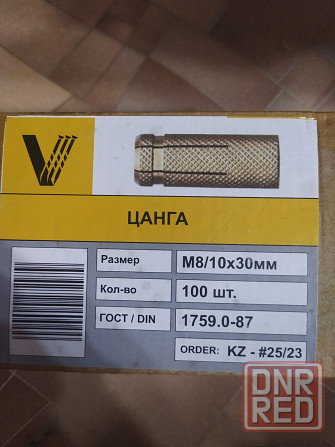 V
ЦАНГА
Размер M8/10x30мм
Кол-во 100 шт.
ГОСТ / DIN 1759.0-87
ORDER: KZ - #25/23
DNR
RED